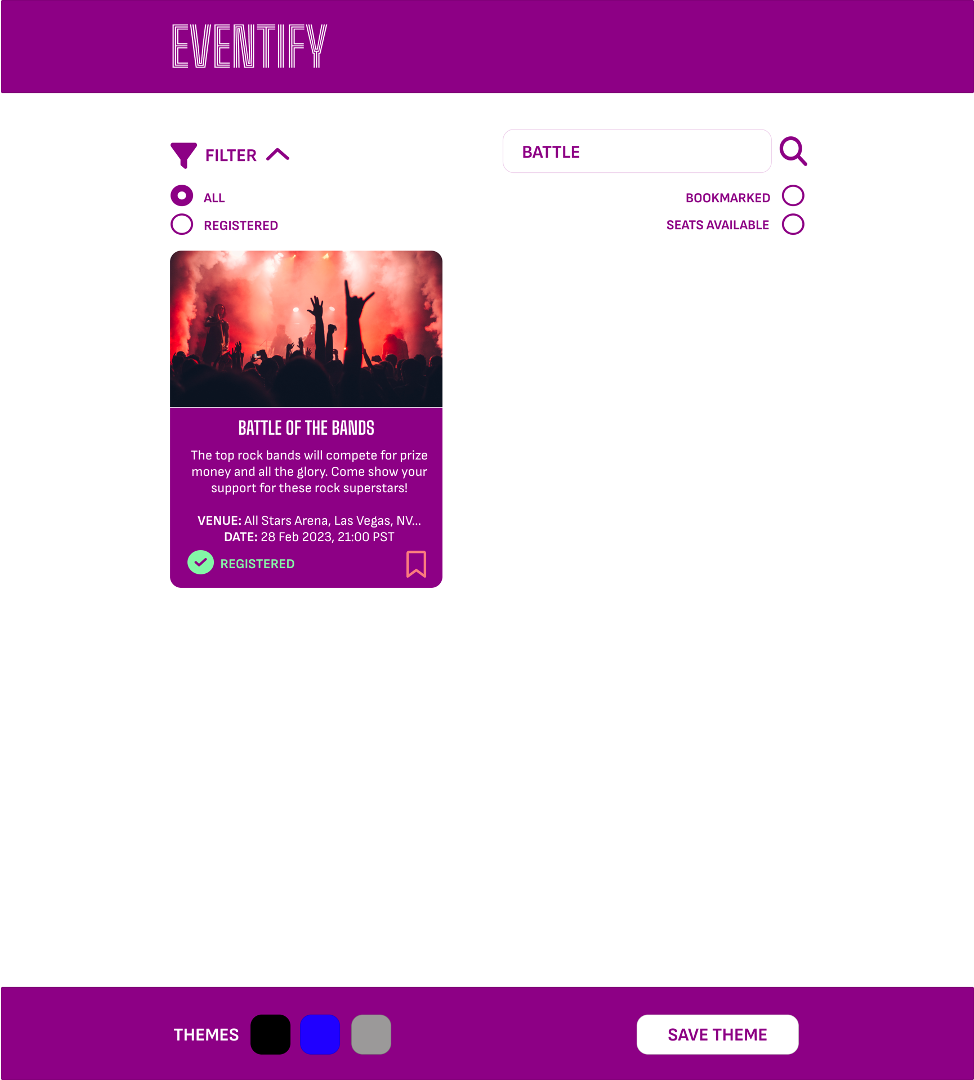 EVENTIFY
FILTER
BATTLE
ALL
BOOKMARKED
REGISTERED
SEATS AVAILABLE
BATTLE OF THE BANDS
The top rock bands will compete for prize
money and all the glory. Come show your
support for these rock superstars!
VENUE: All Stars Arena, Las Vegas, NV...
DATE: 28 Feb 2023, 21:00 PST
REGISTERED
THEMES
SAVE THEME